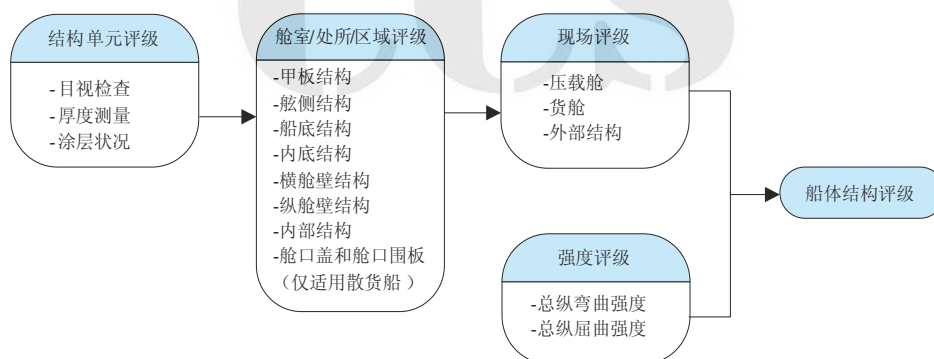 结构单元评级
-目视检查
-厚度测量
-涂层状况
舱室/处所/区域评级
-甲板结构
-舷侧结构
-船底结构
-内底结构
-横舱壁结构
-纵舱壁结构
-内部结构
-舱口盖和舱口围板
（仅适用散货船）
现场评级
-压载舱
-货舱
-外部结构
强度评级
-总纵弯曲强度
-总纵屈曲强度
船体结构评级